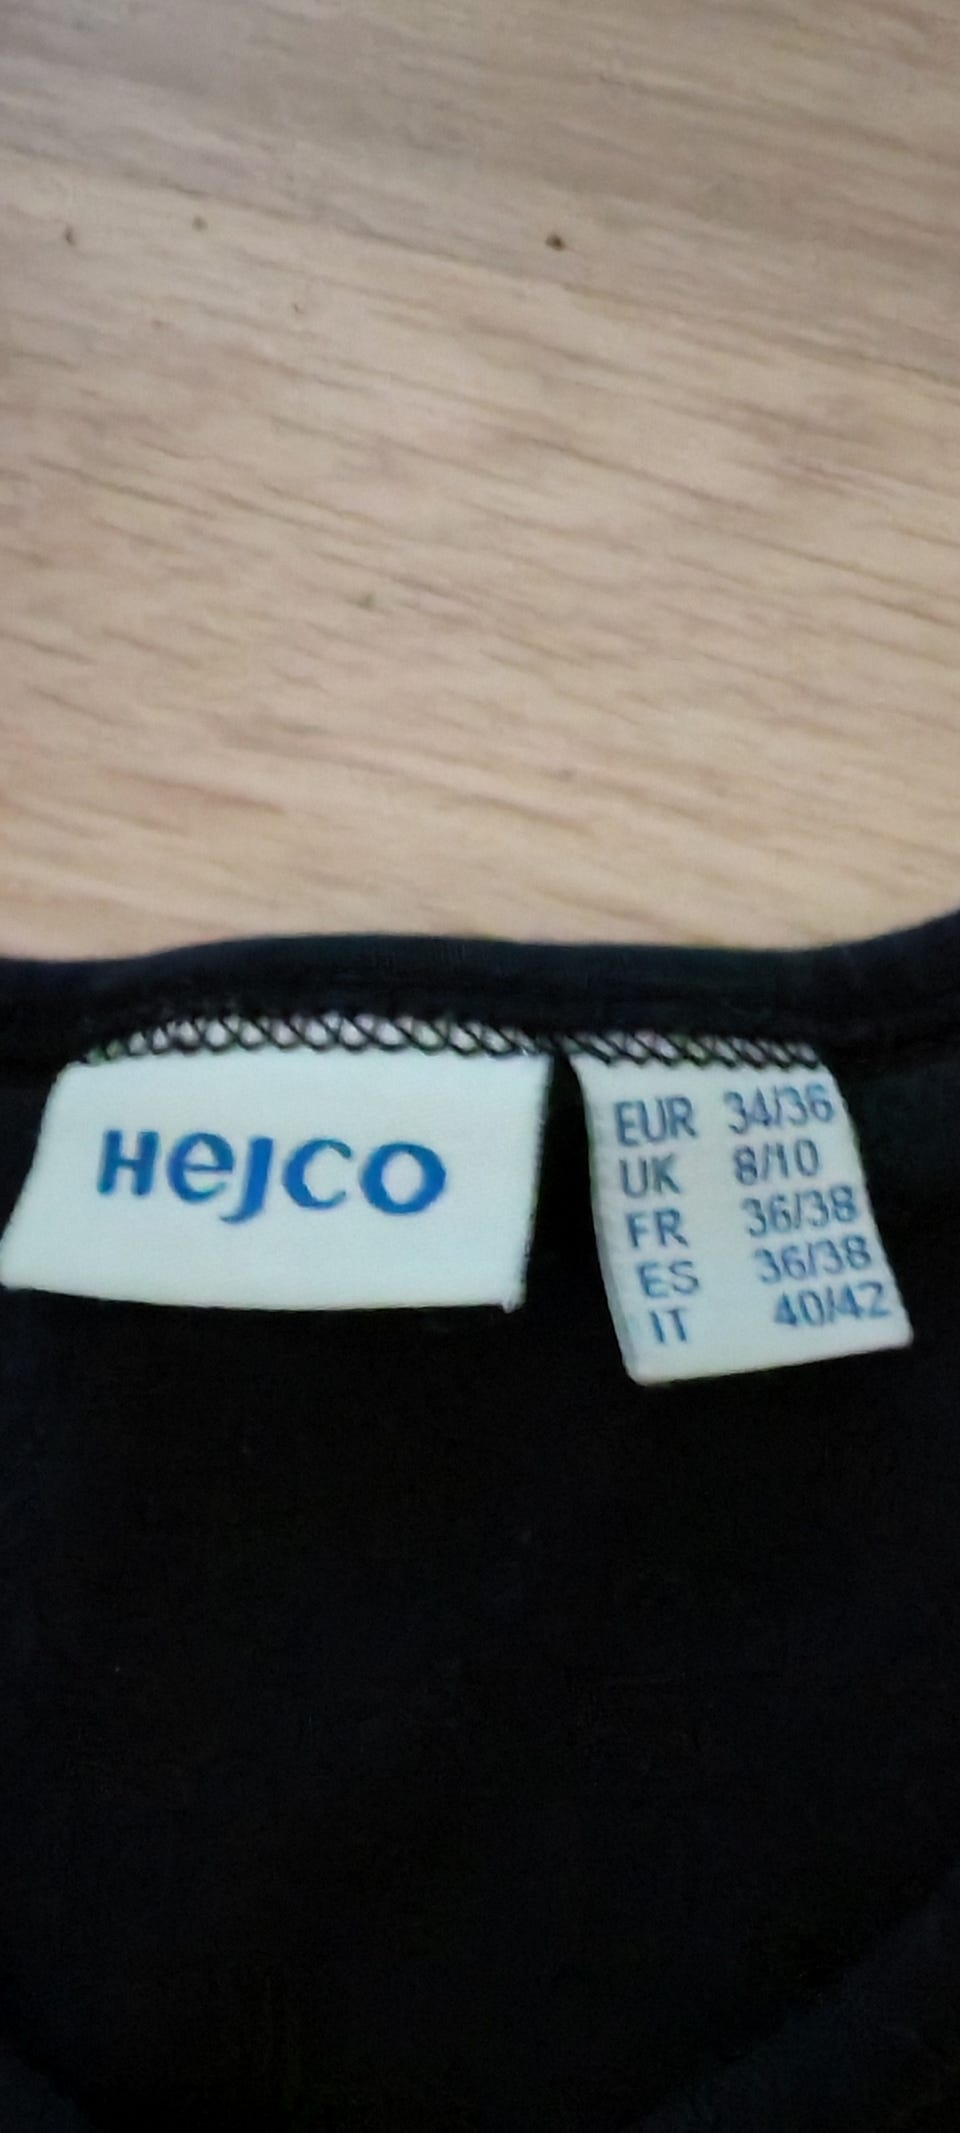 HeJCO
EUR 34/36
UK 8/10
FR 36/38
ES 36/38
IT 40/42